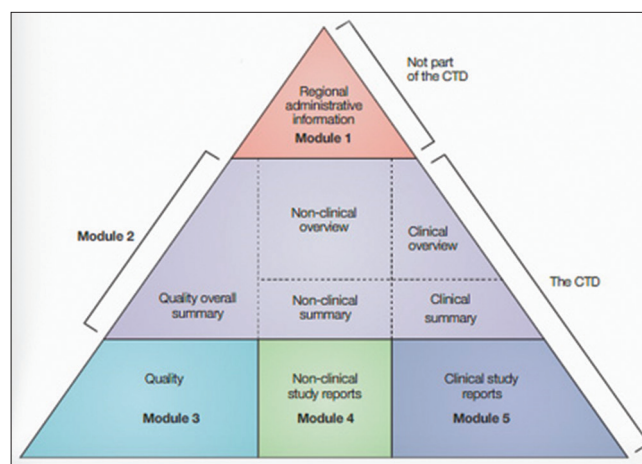 Not part
of the CTD
Regional
administrative
information
Module 1
Module 2
Non-clinical
overview
Clinical
overview
The CTD
Quality overall
summary
Non-clinical
summary
Clinical
summary
Quality
Module 3
Non-clinical
study reports
Module 4
Clinical study
reports
Module 5